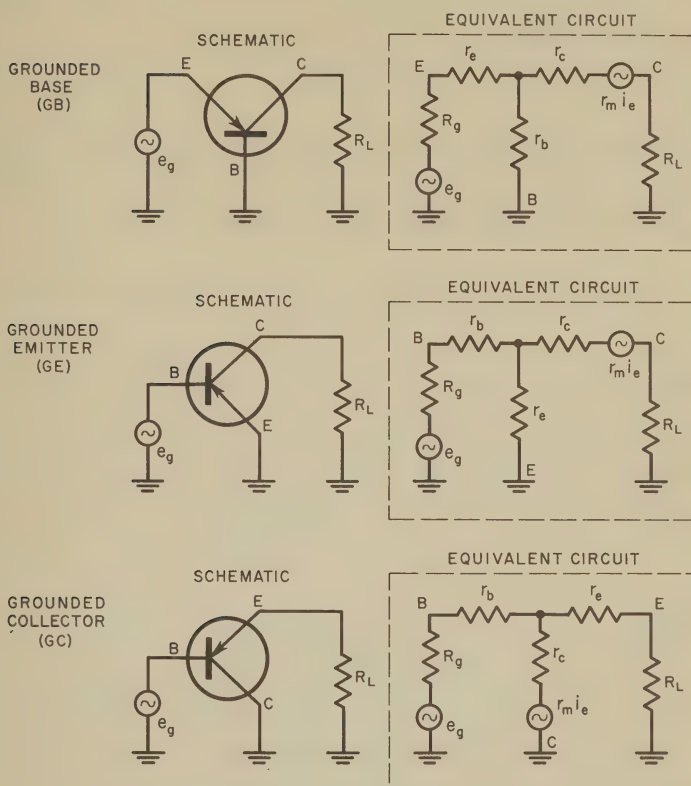 EQUIVALENT CIRCUIT
SCHEMATIC
GROUNDED
BASE
(GB)
E
C
B
e_g
R_L
E
r_e
r_c
C
r_m i_e
R_g
r_b
e_g
B
R_L
EQUIVALENT CIRCUIT
SCHEMATIC
GROUNDED
EMITTER
(GE)
C
B
E
e_g
R_L
B
r_b
r_c
C
r_m i_e
R_g
r_e
e_g
E
R_L
EQUIVALENT CIRCUIT
SCHEMATIC
GROUNDED
COLLECTOR
(GC)
E
B
C
e_g
R_L
B
r_b
r_e
E
R_g
r_c
e_g
r_m i_e
C
R_L